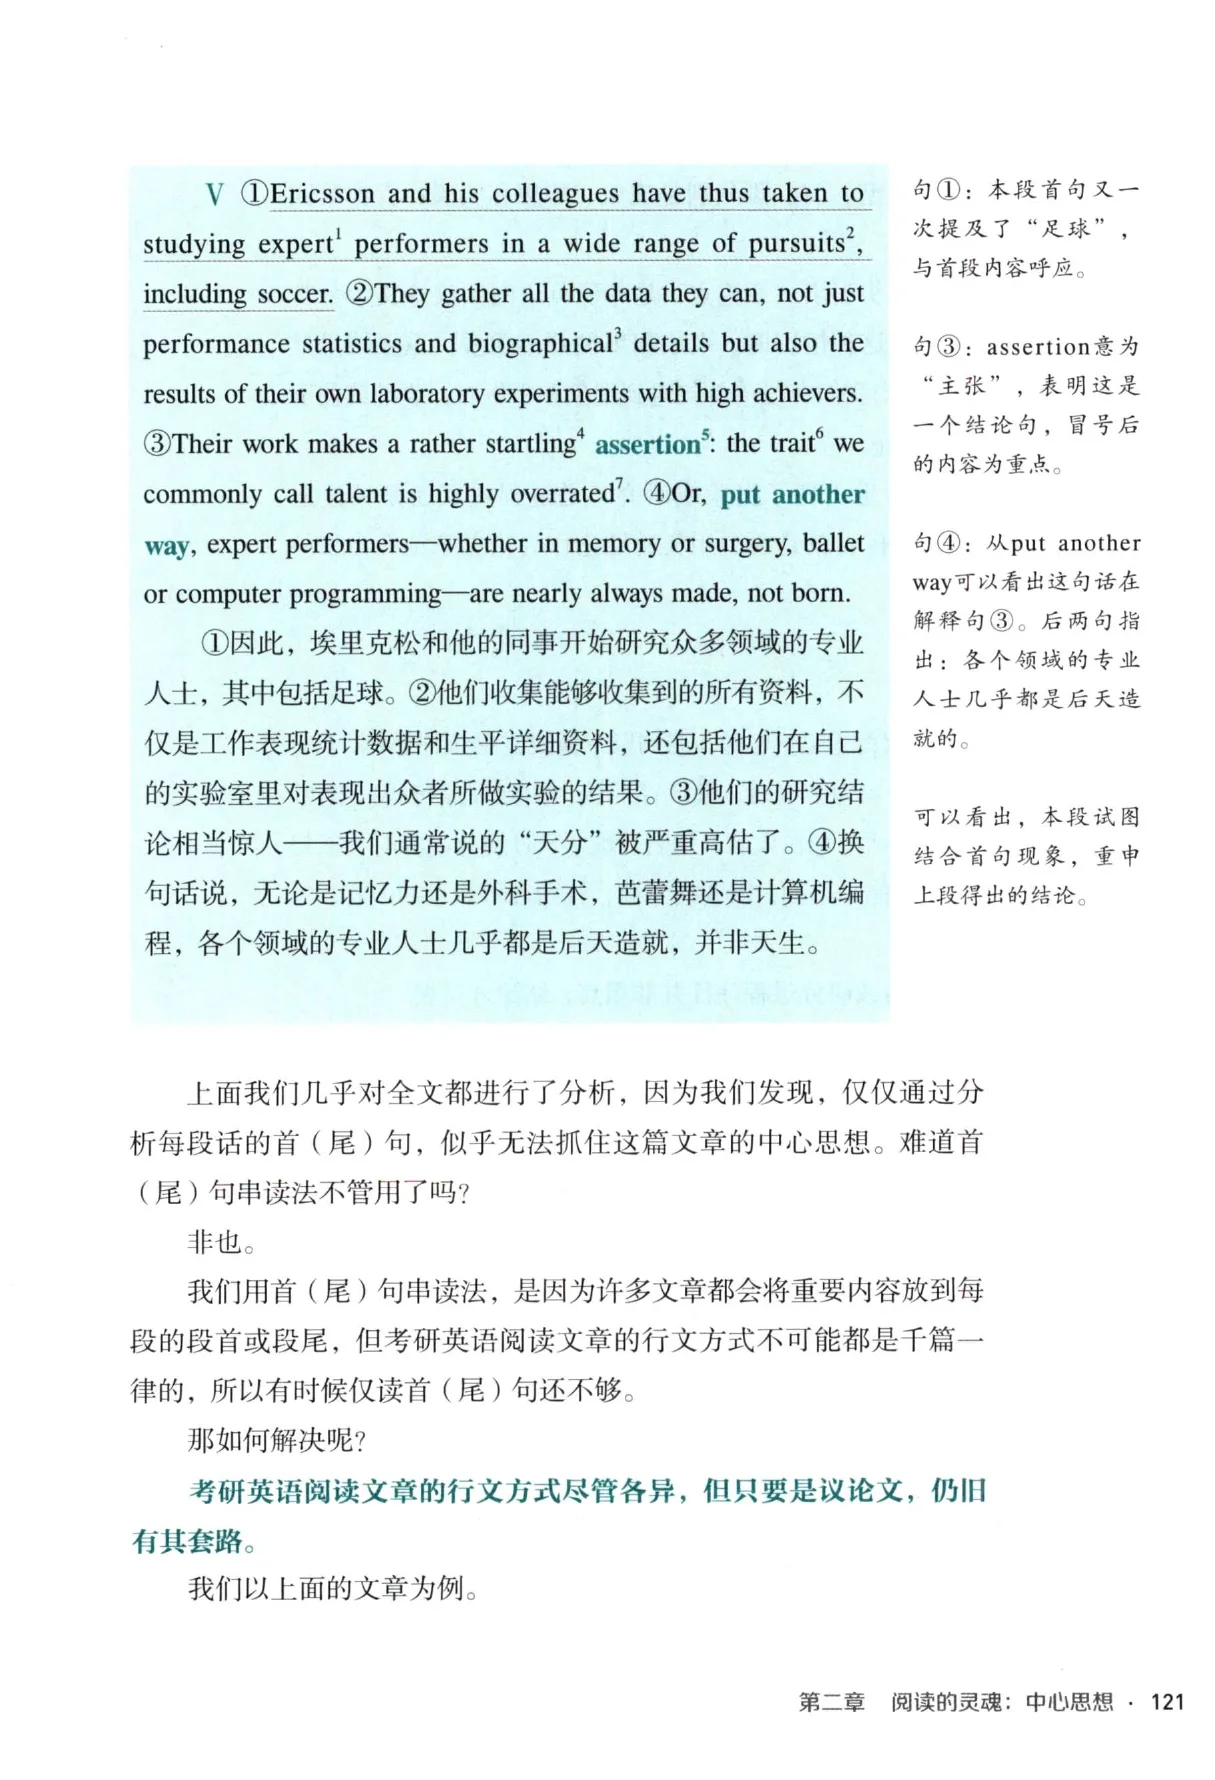 V ①Ericsson and his colleagues have thus taken to
studying expert¹ performers in a wide range of pursuits²,
including soccer. ②They gather all the data they can, not just
performance statistics and biographical³ details but also the
results of their own laboratory experiments with high achievers.
③Their work makes a rather startling⁴ assertion⁵: the trait⁶ we
commonly call talent is highly overrated⁷. ④Or, put another
way, expert performers—whether in memory or surgery, ballet
or computer programming—are nearly always made, not born.
①因此，埃里克松和他的同事开始研究众多领域的专业
人士，其中包括足球。②他们收集能够收集到的所有资料，不
仅是工作表现统计数据和生平详细资料，还包括他们在自己
的实验室里对表现出众者所做实验的结果。③他们的研究结
论相当惊人——我们通常说的“天分”被严重高估了。④换
句话说，无论是记忆力还是外科手术，芭蕾舞还是计算机编
程，各个领域的专业人士几乎都是后天造就，并非天生。
句①：本段首句又一
次提及了“足球”，
与首段内容呼应。
句③：assertion意为
“主张”，表明这是
一个结论句，冒号后
的内容为重点。
句④：从put another
way可以看出这句话在
解释句③。后两句指
出：各个领域的专业
人士几乎都是后天造
就的。
可以看出，本段试图
结合首句现象，重申
上段得出的结论。
上面我们几乎对全文都进行了分析，因为我们发现，仅仅通过分
析每段话的首（尾）句，似乎无法抓住这篇文章的中心思想。难道首
（尾）句串读法不管用了吗？
非也。
我们用首（尾）句串读法，是因为许多文章都会将重要内容放到每
段的段首或段尾，但考研英语阅读文章的行文方式不可能都是千篇一
律的，所以有时候仅读首（尾）句还不够。
那如何解决呢？
考研英语阅读文章的行文方式尽管各异，但只要是议论文，仍旧
有其套路。
我们以上面的文章为例。
第二章 阅读的灵魂：中心思想 · 121